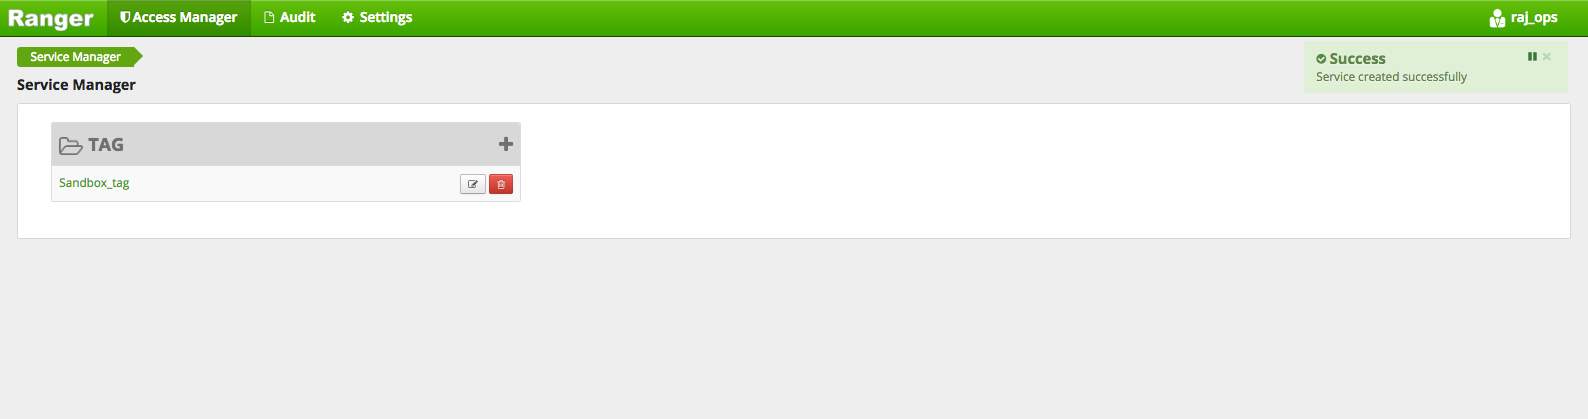 Ranger Access Manager Audit Settings raj_ops
Service Manager
Success
Service created successfully
Service Manager
TAG
Sandbox_tag